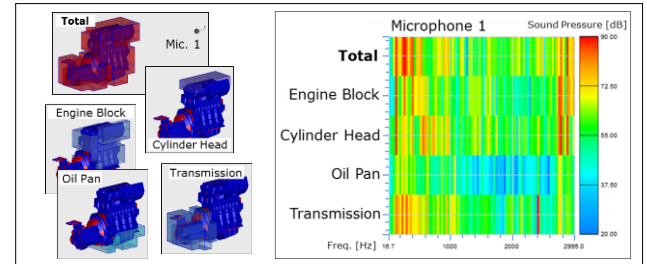 Total
Mic. 1
Engine Block
Cylinder Head
Oil Pan
Transmission
Microphone 1
Sound Pressure [dB]
Total
Engine Block
Cylinder Head
Oil Pan
Transmission
90.00
72.50
55.00
37.50
20.00
Freq. [Hz]
16.7
1000
2000
2995.0